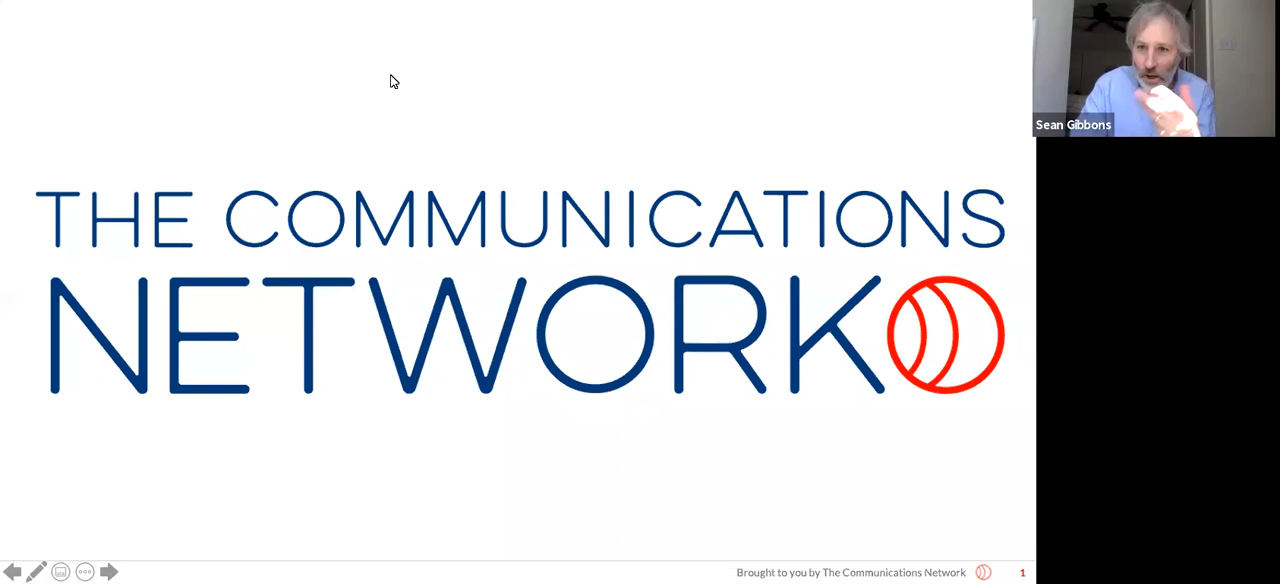 Sean Gibbons
THE COMMUNICATIONS
NETWORK
Brought to you by The Communications Network
1